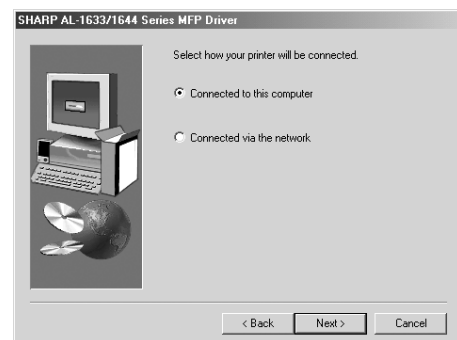 SHARP AL-1633/1644 Series MFP Driver
Select how your printer will be connected.
Connected to this computer
Connected via the network
< Back
Next >
Cancel